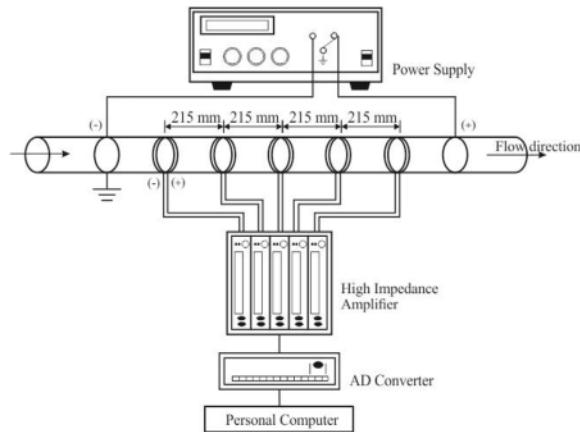 Power Supply
215 mm 215 mm 215 mm 215 mm
(-) (+)
Flow direction
(-) (+)
High Impedance
Amplifier
AD Converter
Personal Computer